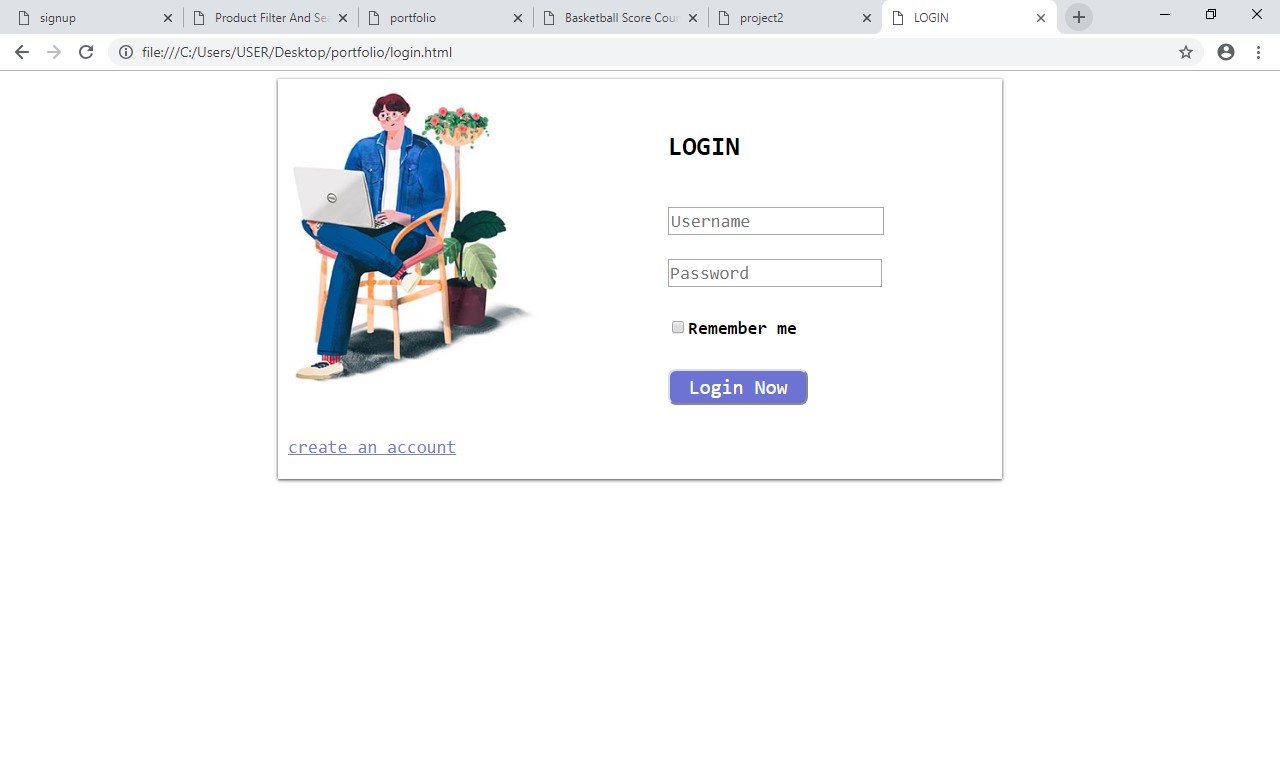 signup
Product Filter And Se
portfolio
Basketball Score Cour
project2
LOGIN
file:///C:/Users/USER/Desktop/portfolio/login.html
LOGIN
Username
Password
Remember me
Login Now
create an account